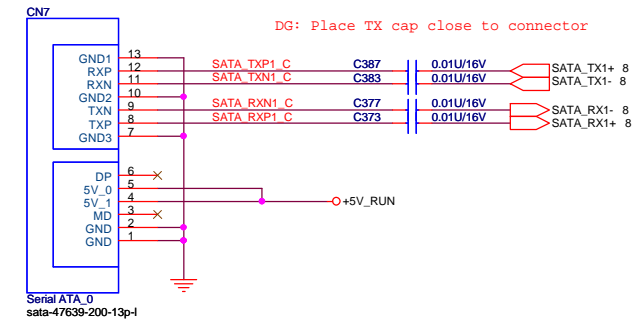 CN7
DG: Place TX cap close to connector
GND1 13
RXP 12 SATA_TXP1_C C387 0.01U/16V SATA_TX1+ 8
RXN 11 SATA_TXN1_C C383 0.01U/16V SATA_TX1- 8
GND2 10
TXN 9 SATA_RXN1_C C377 0.01U/16V SATA_RX1- 8
TXP 8 SATA_RXP1_C C373 0.01U/16V SATA_RX1+ 8
GND3 7
DP 6
5V_0 5
5V_1 4 +5V_RUN
MD 3
GND 2
GND 1
Serial ATA_0
sata-47639-200-13p-l